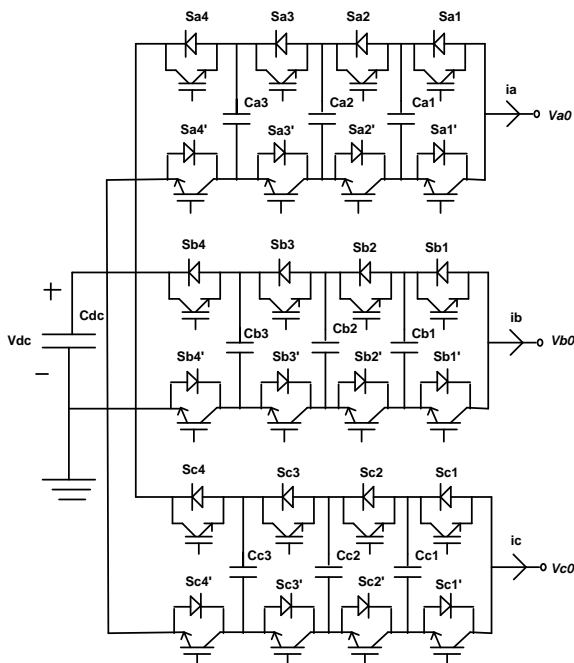 Sa4 Sa3 Sa2 Sa1
ia
Va0
Ca3 Ca2 Ca1
Sa4' Sa3' Sa2' Sa1'
Sb4 Sb3 Sb2 Sb1
+
Cdc
Vdc
−
ib
Vb0
Cb3 Cb2 Cb1
Sb4' Sb3' Sb2' Sb1'
Sc4 Sc3 Sc2 Sc1
ic
Vc0
Cc3 Cc2 Cc1
Sc4' Sc3' Sc2' Sc1'